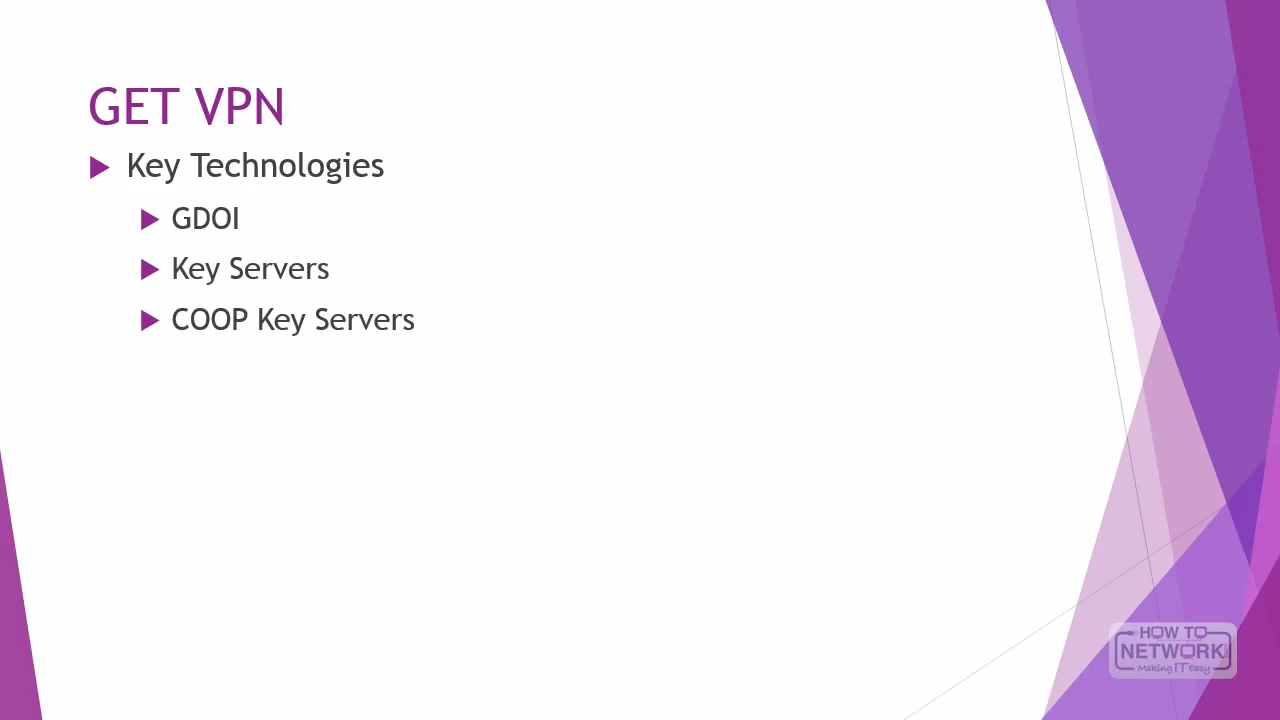 GET VPN
Key Technologies
GDOI
Key Servers
COOP Key Servers
HOW TO
NETWORK
Making IT Easy